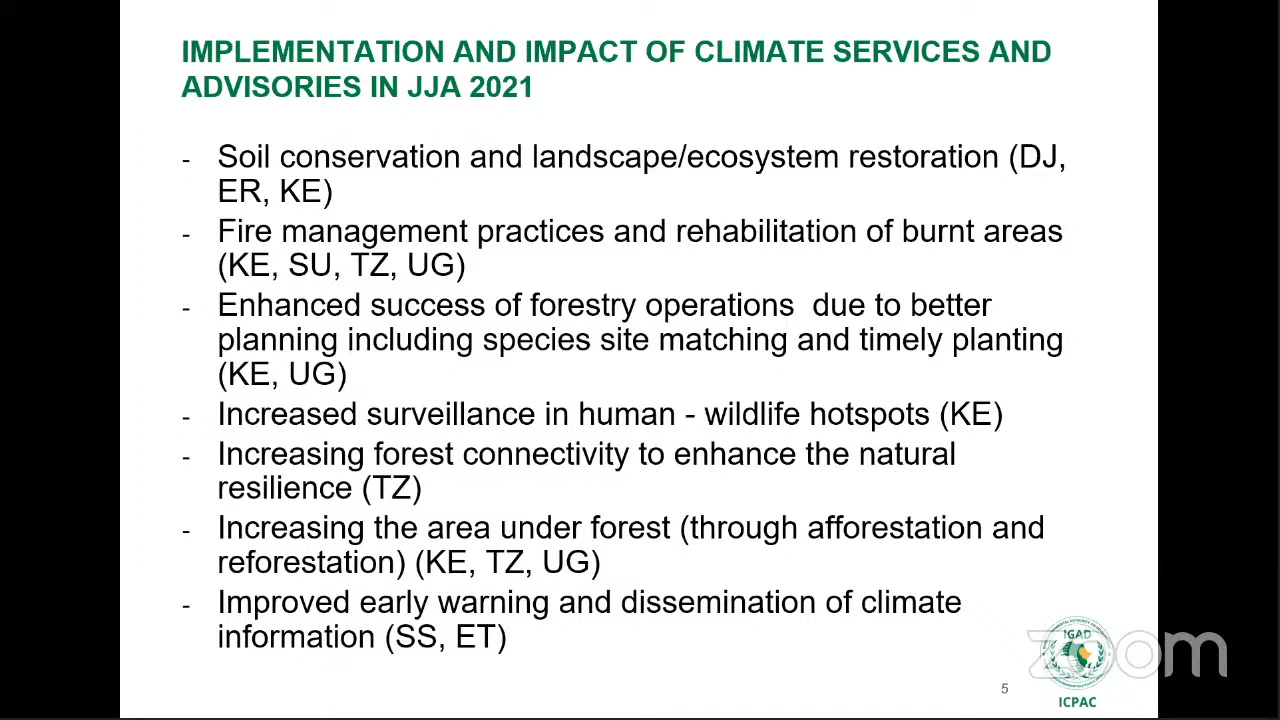 IMPLEMENTATION AND IMPACT OF CLIMATE SERVICES AND
ADVISORIES IN JJA 2021
- Soil conservation and landscape/ecosystem restoration (DJ,
ER, KE)
- Fire management practices and rehabilitation of burnt areas
(KE, SU, TZ, UG)
- Enhanced success of forestry operations  due to better
planning including species site matching and timely planting
(KE, UG)
- Increased surveillance in human - wildlife hotspots (KE)
- Increasing forest connectivity to enhance the natural
resilience (TZ)
- Increasing the area under forest (through afforestation and
reforestation) (KE, TZ, UG)
- Improved early warning and dissemination of climate
information (SS, ET)
IGAD
zoom
5
ICPAC